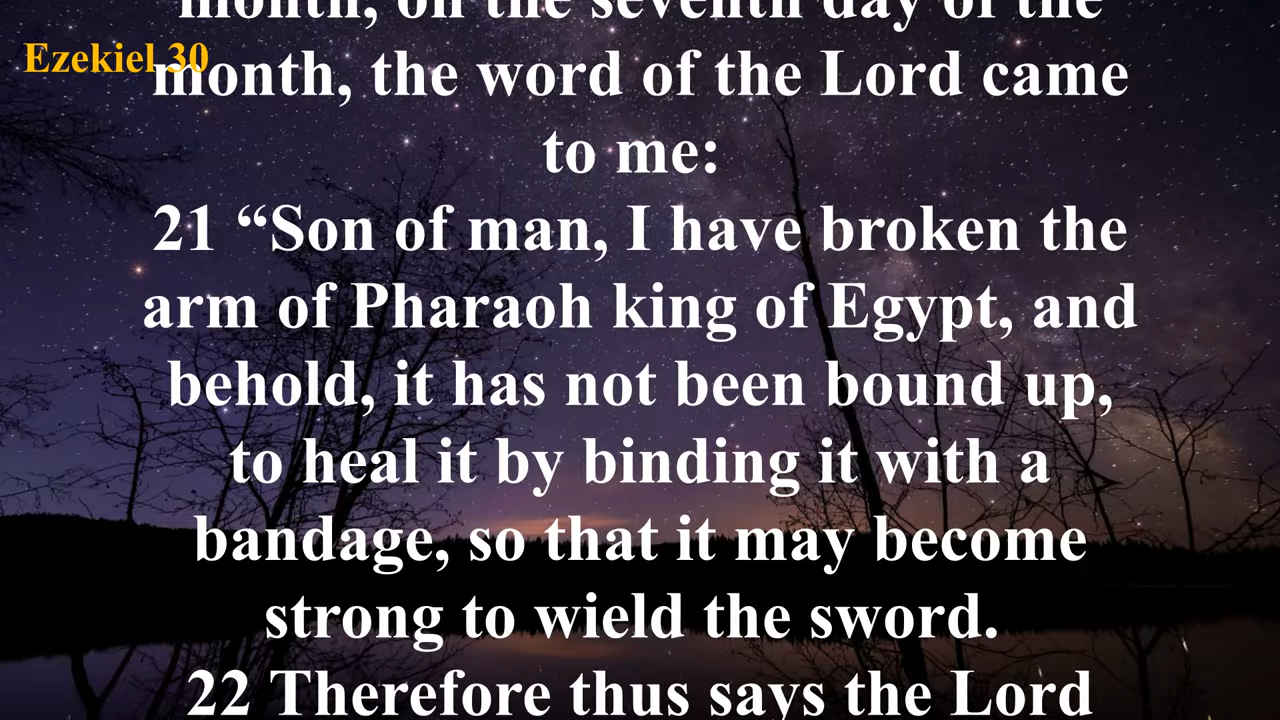 month, on the seventh day of the
Ezekiel 30
month, the word of the Lord came
to me:
21 “Son of man, I have broken the
arm of Pharaoh king of Egypt, and
behold, it has not been bound up,
to heal it by binding it with a
bandage, so that it may become
strong to wield the sword.
22 Therefore thus says the Lord